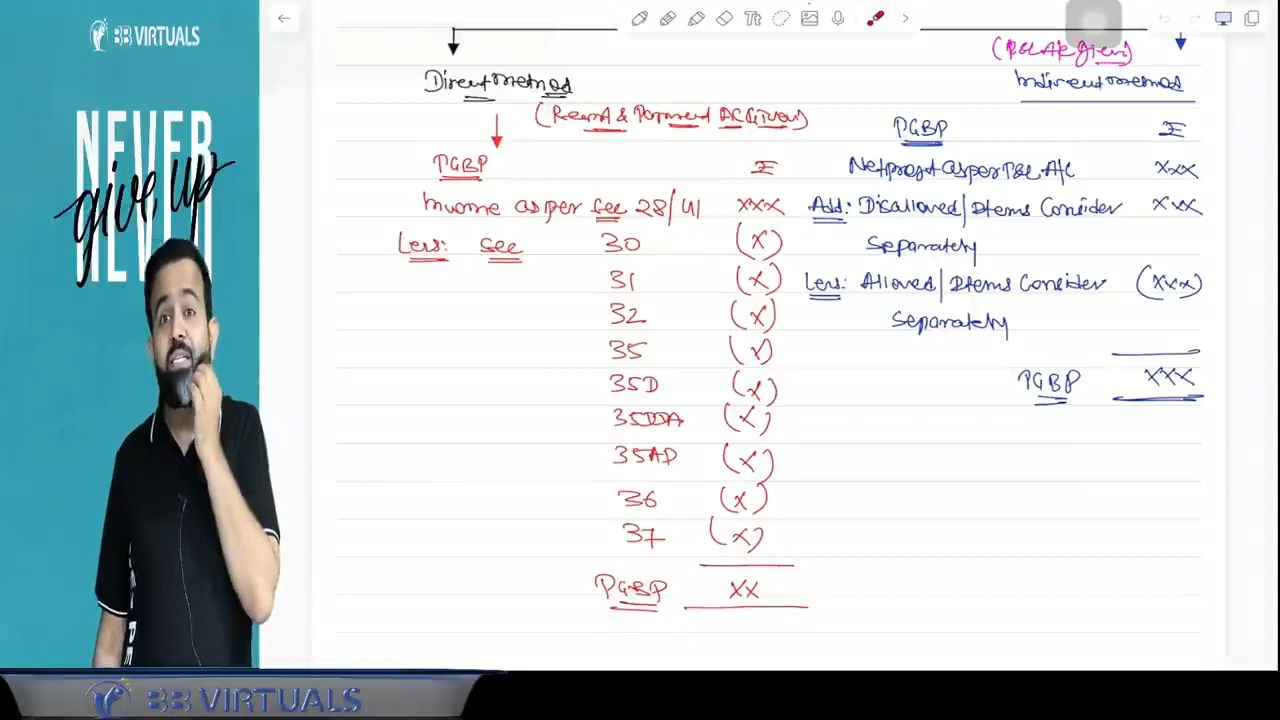 BB VIRTUALS
NEVER
give up
NEVER
Direct method
(Receipt & Payment A/C Given)
PGBP
Income as per sec 28/41 xxx
Less: sec 30 (x)
31 (x)
32 (x)
35 (x)
35D (x)
35DDA (x)
35AD (x)
36 (x)
37 (x)
PGBP xx
(P&L A/c given)
Indirect method
PGBP
Net profit as per P&L A/C xxx
Add: Disallowed/Items Consider xxx
Separately
Less: Allowed/Items Consider (xxx)
Separately
PGBP xxx
BB VIRTUALS